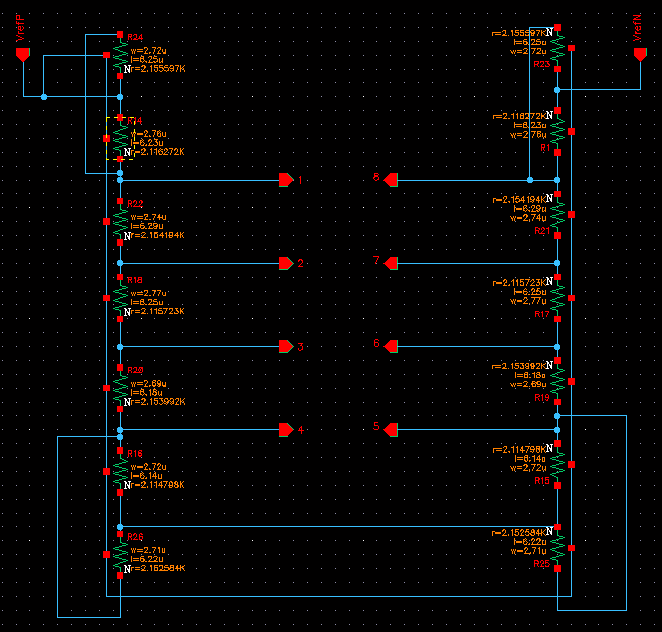 VrefP
R24
w=2.72u
l=6.25u
N r=2.155597K
w=2.76u
l=6.23u
N r=2.116272K
1
R22
w=2.74u
l=6.29u
N r=2.154194K
2
w=2.77u
l=6.25u
N r=2.115723K
3
R20
w=2.69u
l=6.18u
N r=2.153992K
4
R16
w=2.72u
l=6.14u
N r=2.114798K
w=2.71u
l=6.22u
N r=2.152584K
VrefN
r=2.155597K N
l=6.25u
w=2.72u
R23
r=2.116272K N
l=6.23u
w=2.76u
R1
8
r=2.154194K N
l=6.29u
w=2.74u
R21
7
r=2.115723K N
l=6.25u
w=2.77u
R17
6
r=2.153992K N
l=6.18u
w=2.69u
R19
5
r=2.114798K N
l=6.14u
w=2.72u
R15
r=2.152584K N
l=6.22u
w=2.71u
R25